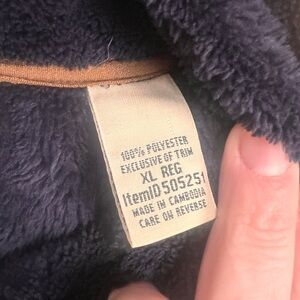 100% POLYESTER
EXCLUSIVE OF TRIM
XL REG
ItemID 505251
MADE IN CAMBODIA
CARE ON REVERSE